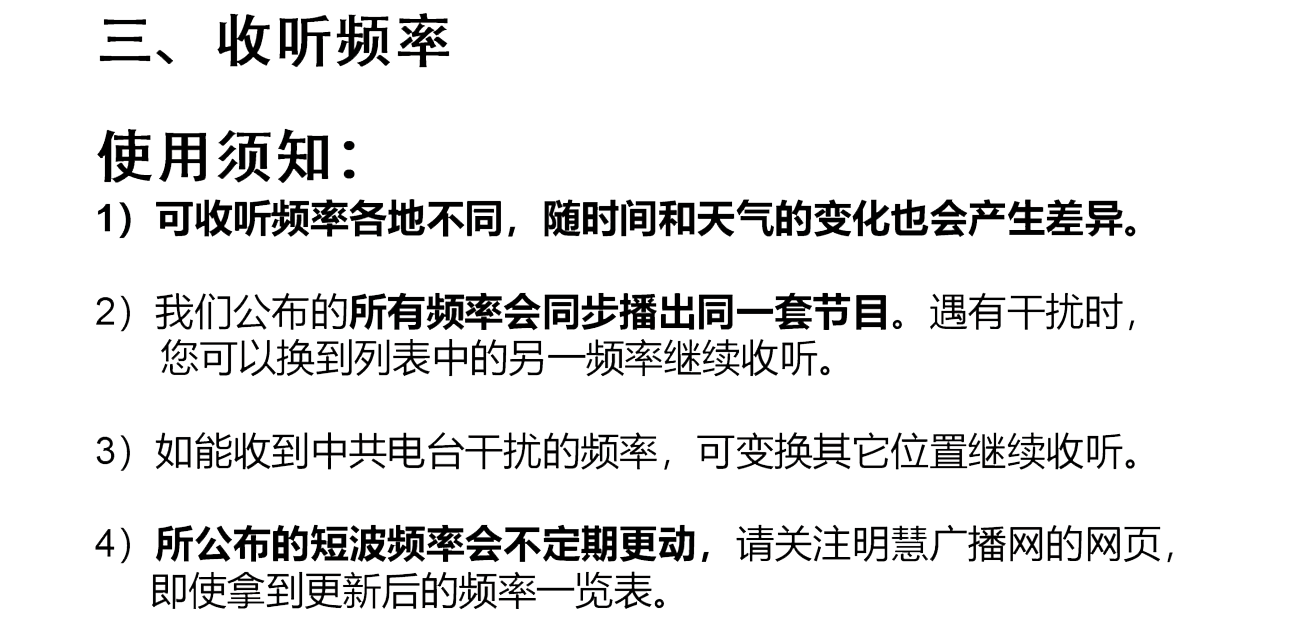 三、收听频率
使用须知：
1）可收听频率各地不同，随时间和天气的变化也会产生差异。
2）我们公布的所有频率会同步播出同一套节目。遇有干扰时，
您可以换到列表中的另一频率继续收听。
3）如能收到中共电台干扰的频率，可变换其它位置继续收听。
4）所公布的短波频率会不定期更动，请关注明慧广播网的网页，
即使拿到更新后的频率一览表。